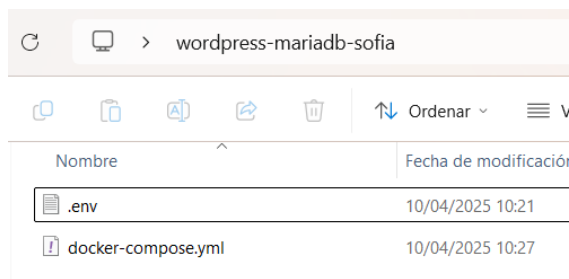 wordpress-mariadb-sofia
Ordenar
Nombre Fecha de modificación
.env 10/04/2025 10:21
docker-compose.yml 10/04/2025 10:27